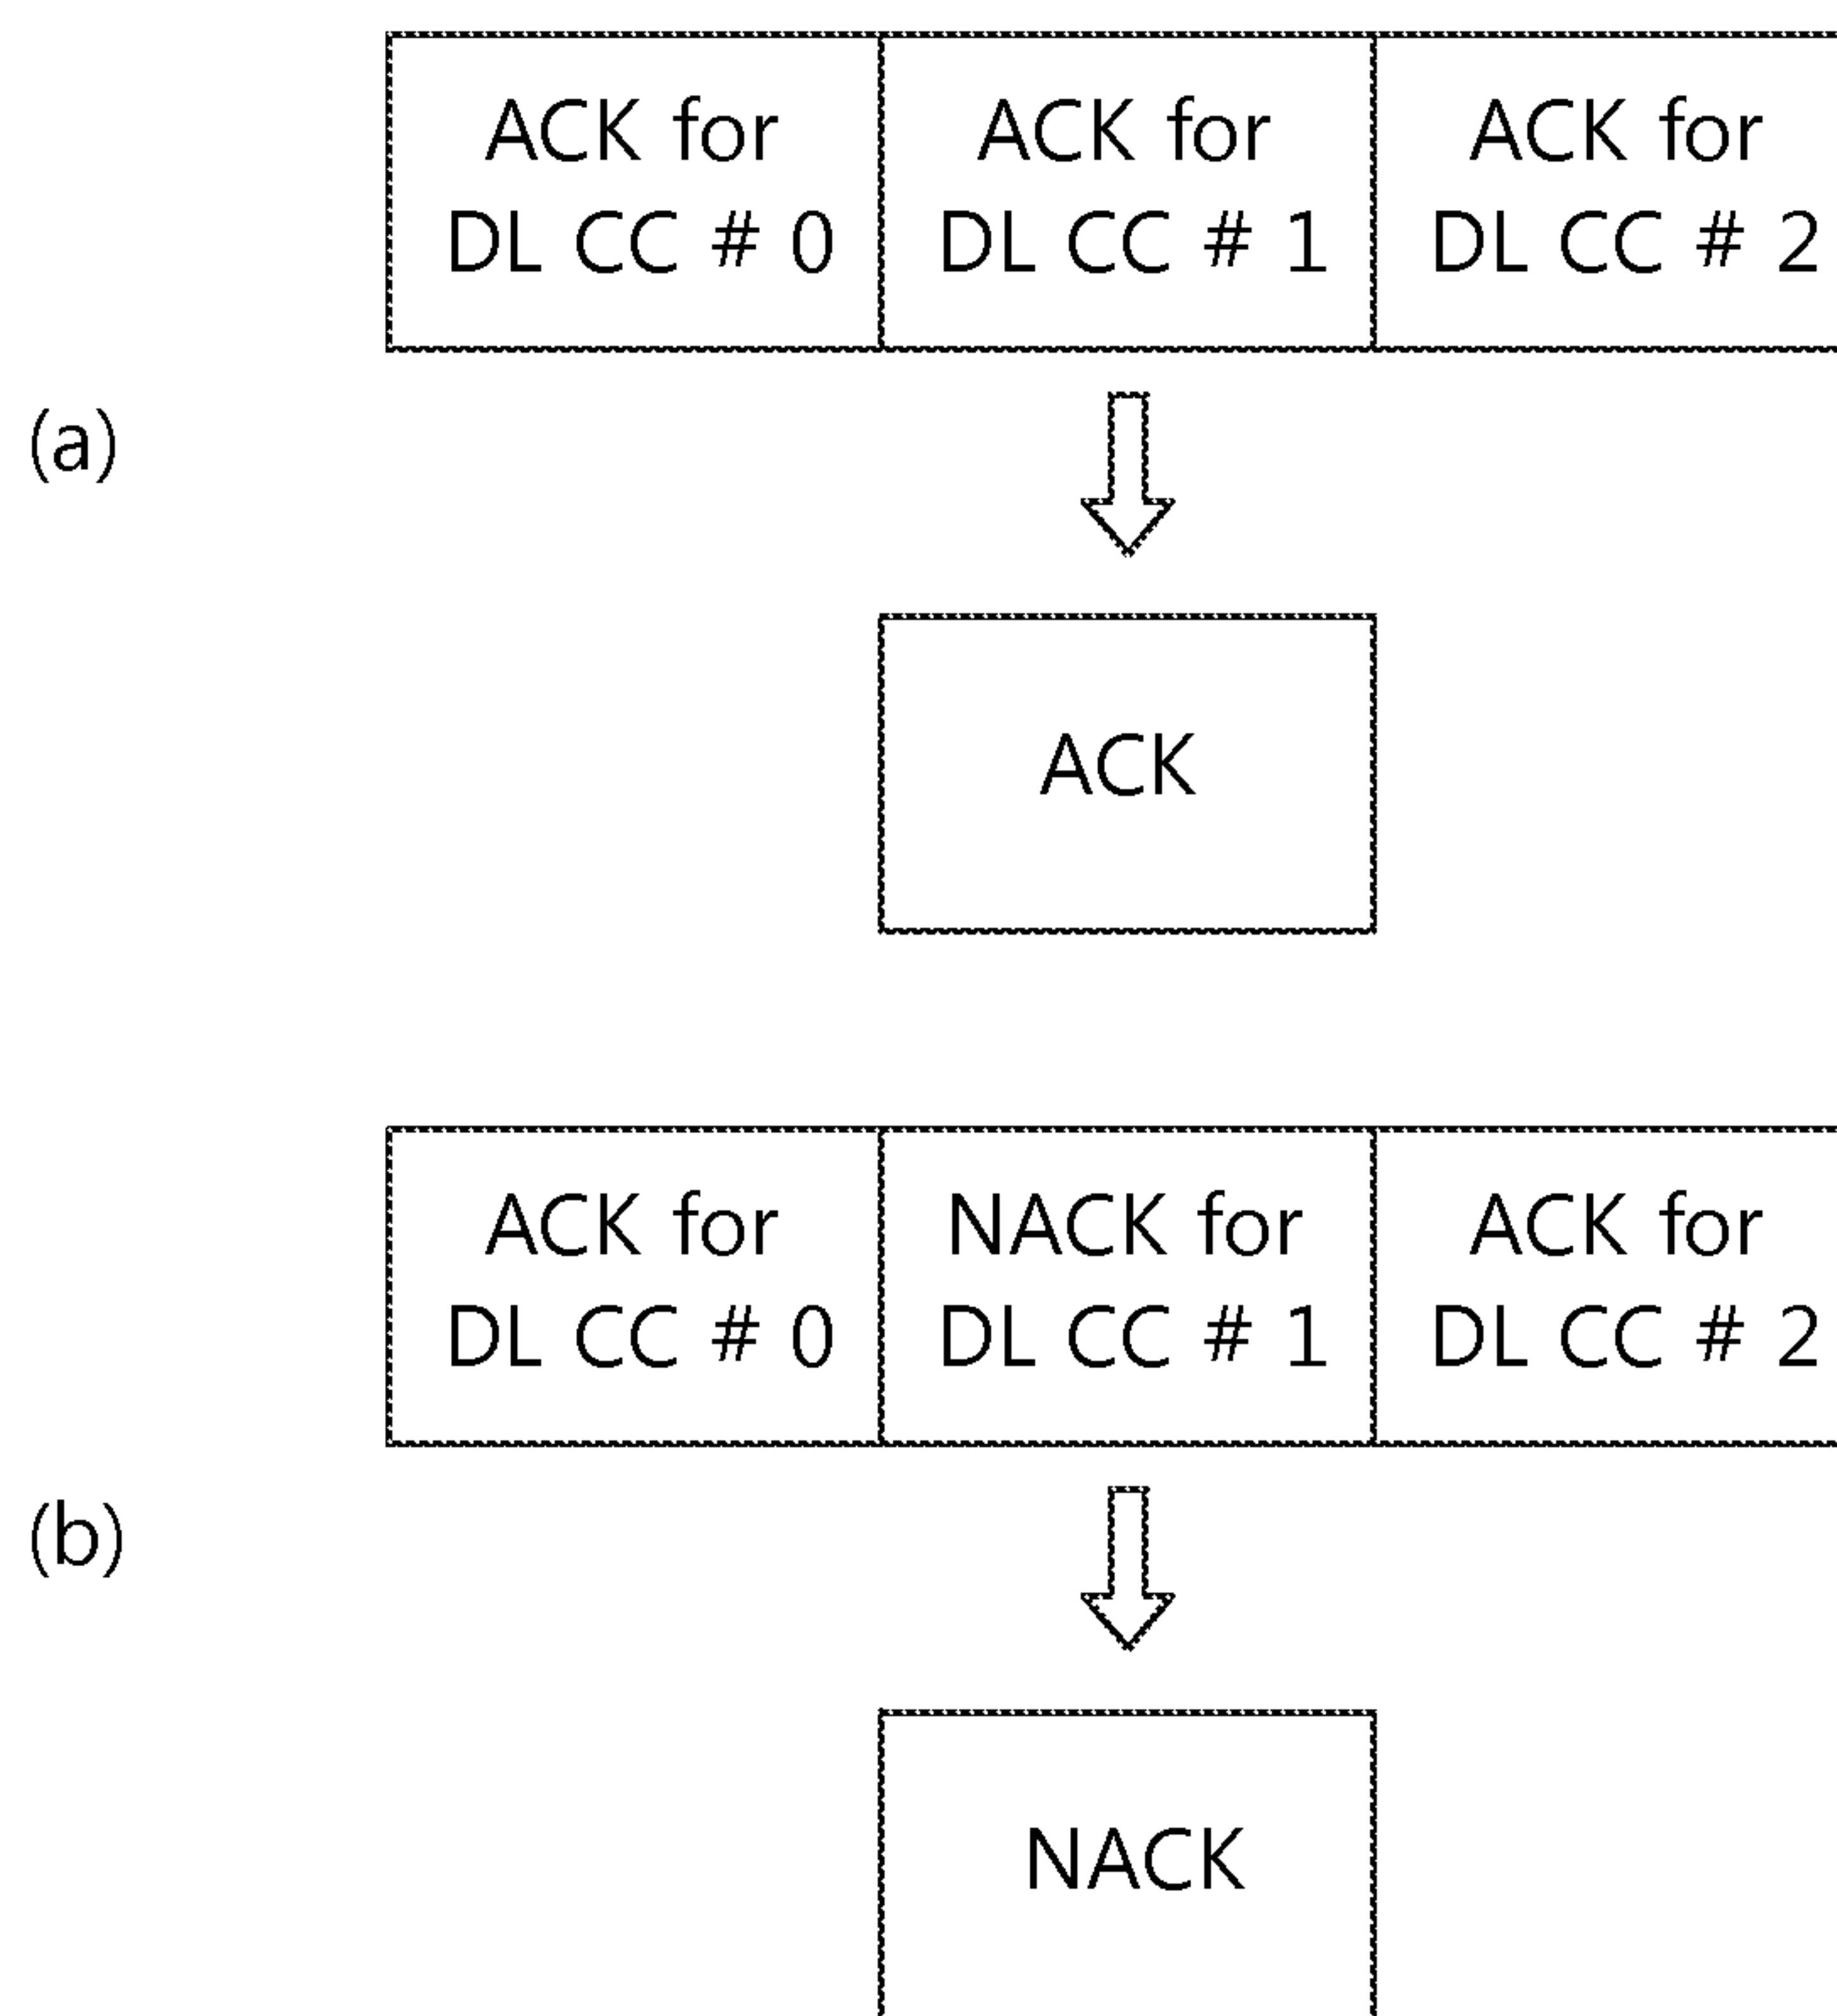 ACK for ACK for ACK for
DL CC # 0 DL CC # 1 DL CC # 2
(a)
ACK
ACK for NACK for ACK for
DL CC # 0 DL CC # 1 DL CC # 2
(b)
NACK